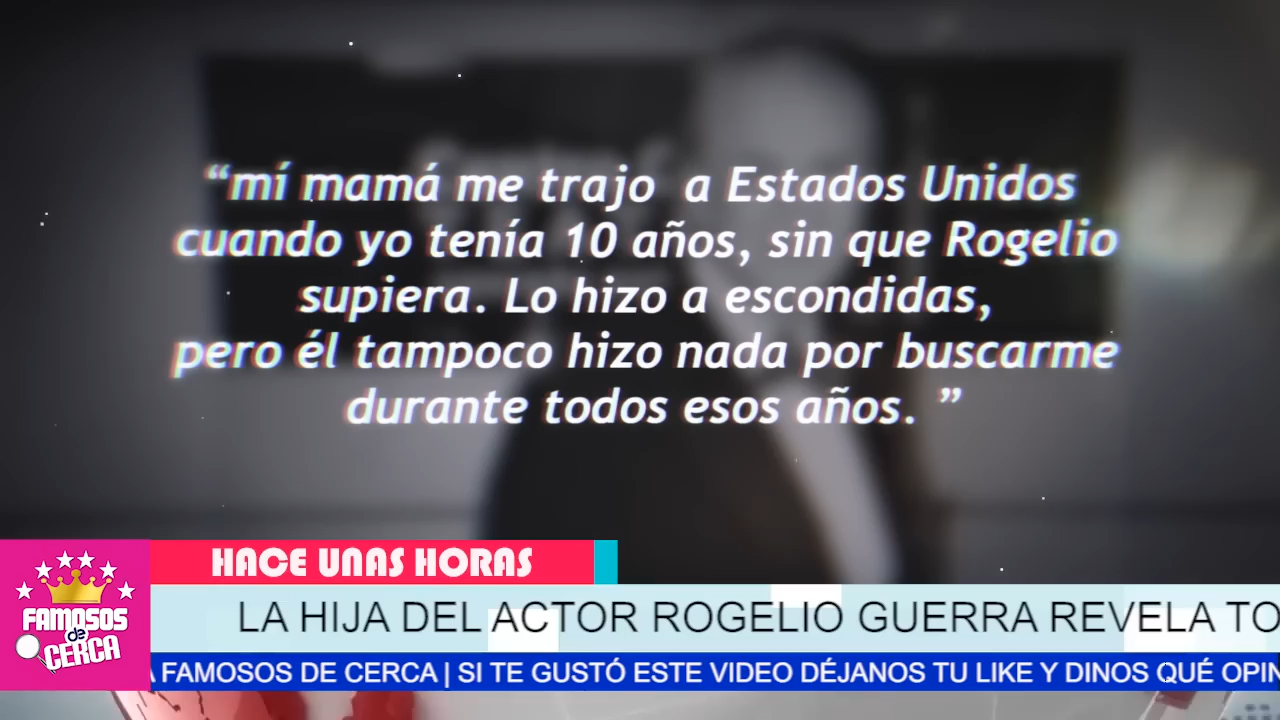 “mí mamá me trajo a Estados Unidos
cuando yo tenía 10 años, sin que Rogelio
supiera. Lo hizo a escondidas,
pero él tampoco hizo nada por buscarme
durante todos esos años. ”
HACE UNAS HORAS
LA HIJA DEL ACTOR ROGELIO GUERRA REVELA TO
FAMOSOS
de
CERCA
A FAMOSOS DE CERCA | SI TE GUSTÓ ESTE VIDEO DÉJANOS TU LIKE Y DINOS QUÉ OPIN